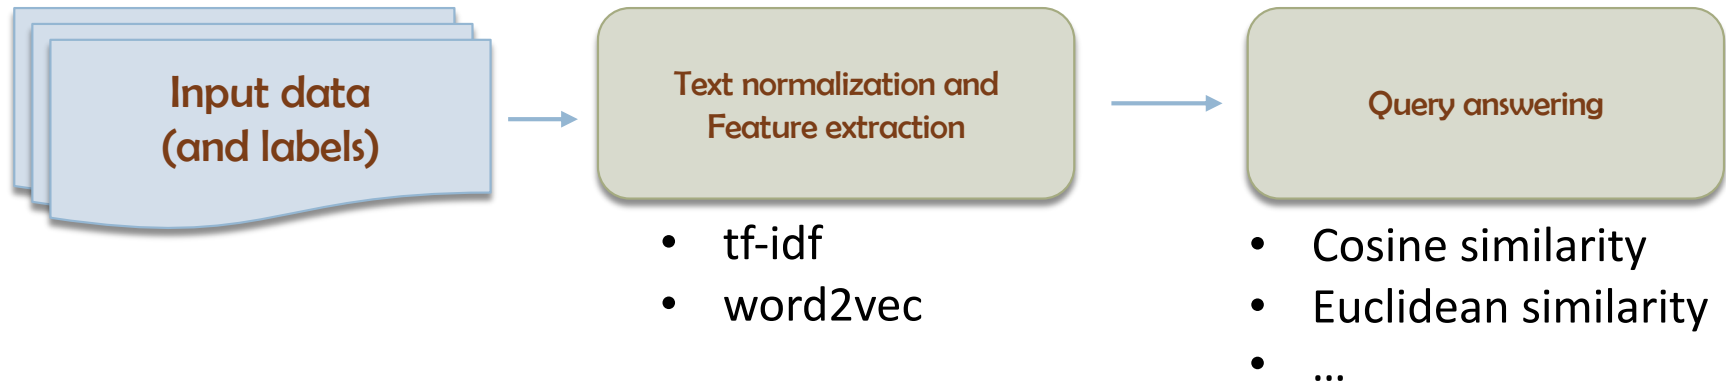 Input data
(and labels)
Text normalization and
Feature extraction
Query answering
• tf-idf
• word2vec
• Cosine similarity
• Euclidean similarity
• ...